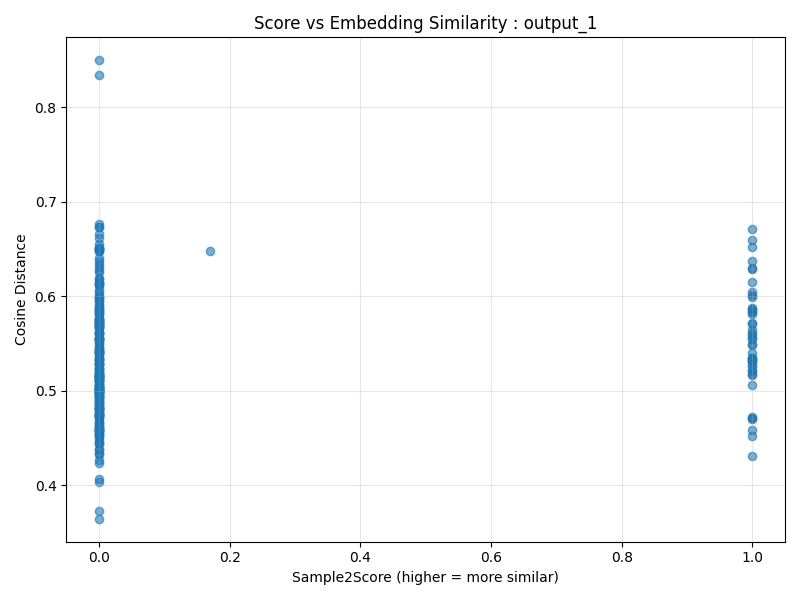 Score vs Embedding Similarity : output_1
0.8
0.7
0.6
0.5
0.4
Cosine Distance
0.0 0.2 0.4 0.6 0.8 1.0
Sample2Score (higher = more similar)